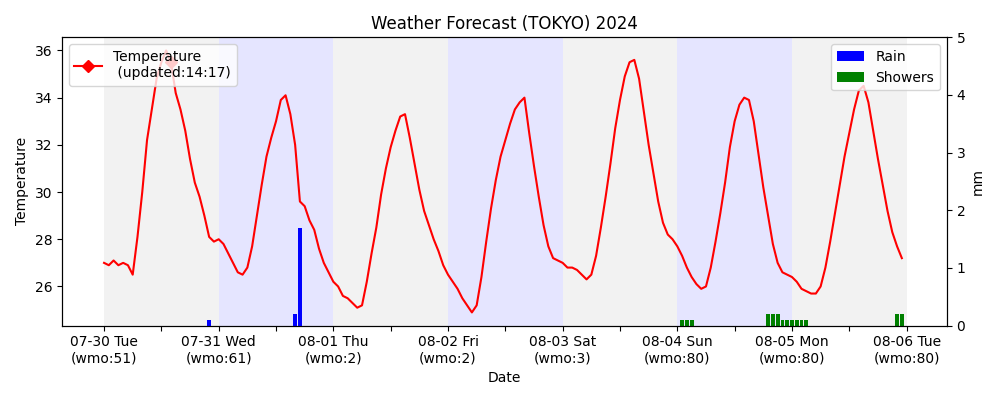 Weather Forecast (TOKYO) 2024
Temperature
(updated:14:17)
Rain
Showers
36
34
32
30
28
26
Temperature
5
4
3
2
1
0
mm
07-30 Tue
(wmo:51)
07-31 Wed
(wmo:61)
08-01 Thu
(wmo:2)
08-02 Fri
(wmo:2)
08-03 Sat
(wmo:3)
08-04 Sun
(wmo:80)
08-05 Mon
(wmo:80)
08-06 Tue
(wmo:80)
Date